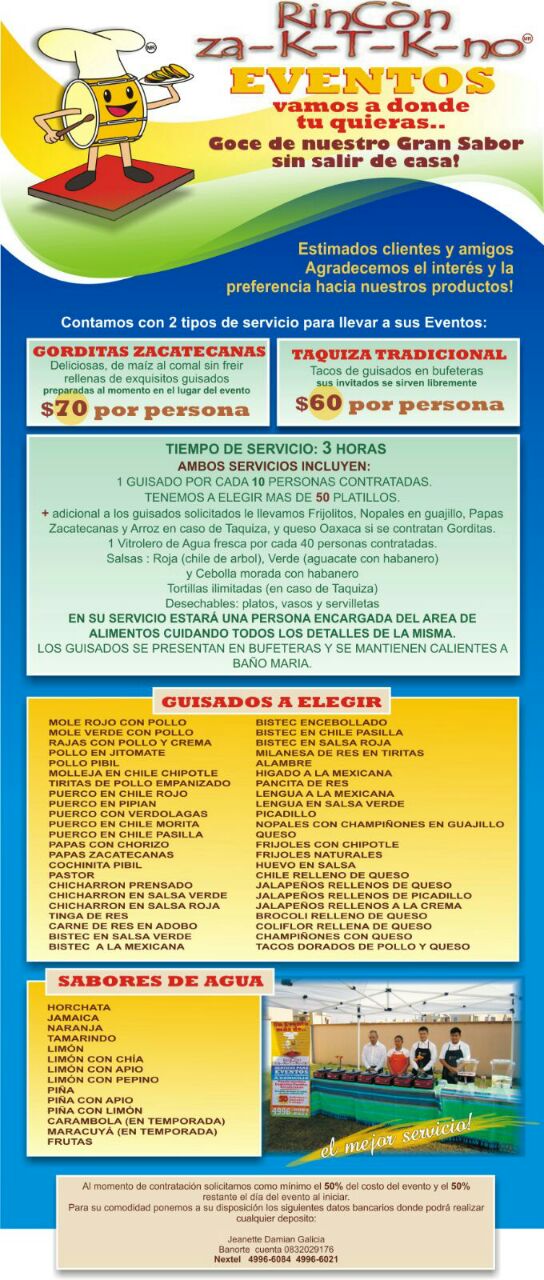 RinCòn
za-K-T-K-no MR
MR
EVENTOS
vamos a donde
tu quieras..
Goce de nuestro Gran Sabor
sin salir de casa!
Estimados clientes y amigos
Agradecemos el interés y la
preferencia hacia nuestros productos!
Contamos con 2 tipos de servicio para llevar a sus Eventos:
GORDITAS ZACATECANAS
Deliciosas, de maíz al comal sin freir
rellenas de exquisitos guisados
preparadas al momento en el lugar del evento
$70 por persona
TAQUIZA TRADICIONAL
Tacos de guisados en bufeteras
sus invitados se sirven libremente
$60 por persona
TIEMPO DE SERVICIO: 3 HORAS
AMBOS SERVICIOS INCLUYEN:
1 GUISADO POR CADA 10 PERSONAS CONTRATADAS.
TENEMOS A ELEGIR MAS DE 50 PLATILLOS.
+ adicional a los guisados solicitados le llevamos Frijolitos, Nopales en guajillo, Papas
Zacatecanas y Arroz en caso de Taquiza, y queso Oaxaca si se contratan Gorditas.
1 Vitrolero de Agua fresca por cada 40 personas contratadas.
Salsas : Roja (chile de arbol), Verde (aguacate con habanero)
y Cebolla morada con habanero
Tortillas ilimitadas (en caso de Taquiza)
Desechables: platos, vasos y servilletas
EN SU SERVICIO ESTARÁ UNA PERSONA ENCARGADA DEL AREA DE
ALIMENTOS CUIDANDO TODOS LOS DETALLES DE LA MISMA.
LOS GUISADOS SE PRESENTAN EN BUFETERAS Y SE MANTIENEN CALIENTES A
BAÑO MARIA.
GUISADOS A ELEGIR
MOLE ROJO CON POLLO
MOLE VERDE CON POLLO
RAJAS CON POLLO Y CREMA
POLLO EN JITOMATE
POLLO PIBIL
MOLLEJA EN CHILE CHIPOTLE
TIRITAS DE POLLO EMPANIZADO
PUERCO EN CHILE ROJO
PUERCO EN PIPIAN
PUERCO CON VERDOLAGAS
PUERCO EN CHILE MORITA
PUERCO EN CHILE PASILLA
PAPAS CON CHORIZO
PAPAS ZACATECANAS
COCHINITA PIBIL
PASTOR
CHICHARRON PRENSADO
CHICHARRON EN SALSA VERDE
CHICHARRON EN SALSA ROJA
TINGA DE RES
CARNE DE RES EN ADOBO
BISTEC EN SALSA VERDE
BISTEC A LA MEXICANA
BISTEC ENCEBOLLADO
BISTEC EN CHILE PASILLA
BISTEC EN SALSA ROJA
MILANESA DE RES EN TIRITAS
ALAMBRE
HIGADO A LA MEXICANA
PANCITA DE RES
LENGUA A LA MEXICANA
LENGUA EN SALSA VERDE
PICADILLO
NOPALES CON CHAMPIÑONES EN GUAJILLO
QUESO
FRIJOLES CON CHIPOTLE
FRIJOLES NATURALES
HUEVO EN SALSA
CHILE RELLENO DE QUESO
JALAPEÑOS RELLENOS DE QUESO
JALAPEÑOS RELLENOS DE PICADILLO
JALAPEÑOS RELLENOS A LA CREMA
BROCOLI RELLENO DE QUESO
COLIFLOR RELLENA DE QUESO
CHAMPIÑONES CON QUESO
TACOS DORADOS DE POLLO Y QUESO
SABORES DE AGUA
HORCHATA
JAMAICA
NARANJA
TAMARINDO
LIMÓN
LIMÓN CON CHÍA
LIMÓN CON APIO
LIMÓN CON PEPINO
PIÑA
PIÑA CON APIO
PIÑA CON LIMÓN
CARAMBOLA (EN TEMPORADA)
MARACUYÁ (EN TEMPORADA)
FRUTAS
EVENTOS
50
4996
el mejor servicio!
Al momento de contratación solicitamos como mínimo el 50% del costo del evento y el 50%
restante el día del evento al iniciar.
Para su comodidad ponemos a su disposición los siguientes datos bancarios donde podrá realizar
cualquier deposito:
Jeanette Damian Galicia
Banorte cuenta 0832029176
Nextel 4996-6084 4996-6021